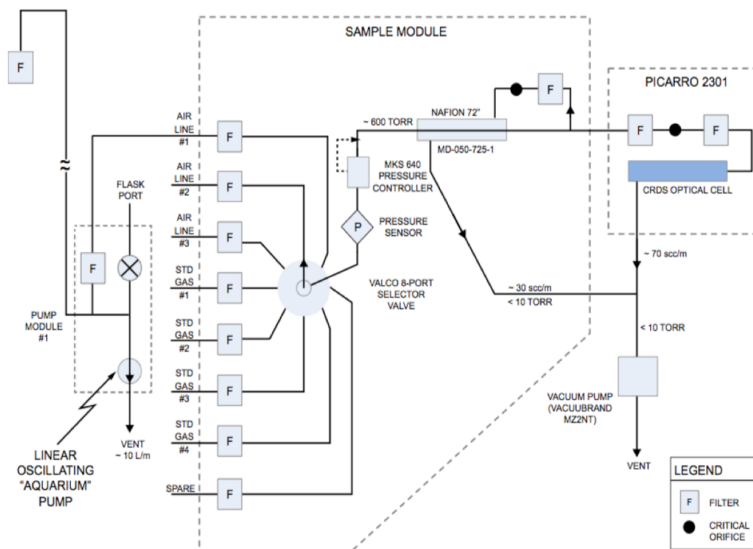 SAMPLE MODULE
F
AIR
LINE
#1
F
AIR
LINE
#2
F
AIR
LINE
#3
F
STD
GAS
#1
F
STD
GAS
#2
F
STD
GAS
#3
F
STD
GAS
#4
F
SPARE
F
FLASK
PORT
F
PUMP
MODULE
#1
VENT
~ 10 L/m
LINEAR
OSCILLATING
"AQUARIUM"
PUMP
~ 600 TORR
NAFION 72"
MD-050-725-1
F
MKS 640
PRESSURE
CONTROLLER
P
PRESSURE
SENSOR
VALCO 8-PORT
SELECTOR
VALVE
PICARRO 2301
F
F
CRDS OPTICAL CELL
~ 70 scc/m
~ 30 scc/m
< 10 TORR
< 10 TORR
VACUUM PUMP
(VACUUBRAND
MZ2NT)
VENT
LEGEND
F
FILTER
CRITICAL
ORIFICE